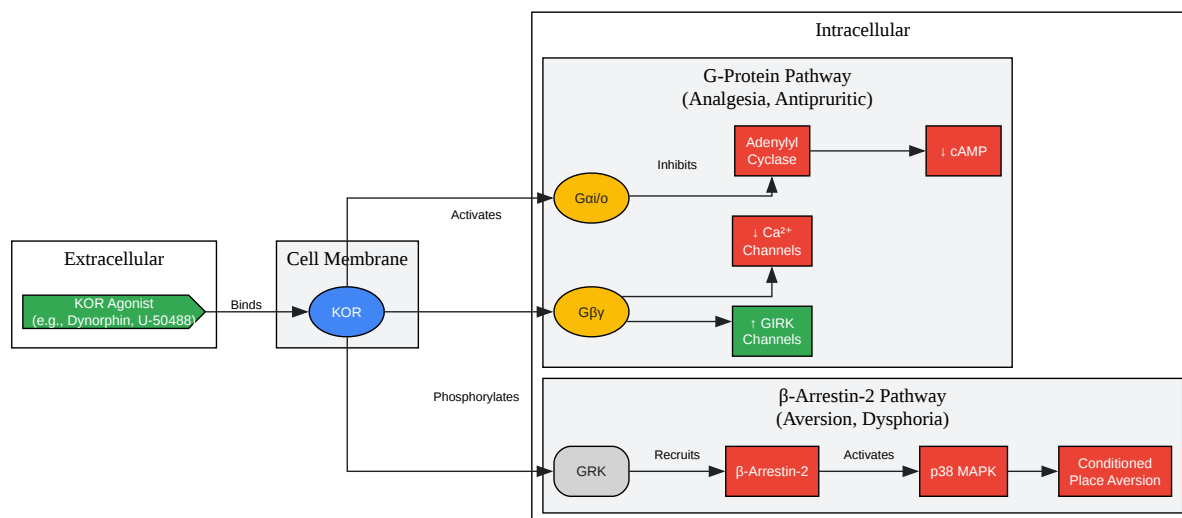 Intracellular
G-Protein Pathway
(Analgesia, Antipruritic)
Adenylyl
Cyclase
↓ cAMP
Inhibits
Gαi/o
Activates
↓ Ca²⁺
Channels
Extracellular
Cell Membrane
KOR Agonist
(e.g., Dynorphin, U-50488)
Binds
KOR
Gβγ
↑ GIRK
Channels
Phosphorylates
β-Arrestin-2 Pathway
(Aversion, Dysphoria)
GRK
Recruits
β-Arrestin-2
Activates
p38 MAPK
Conditioned
Place Aversion